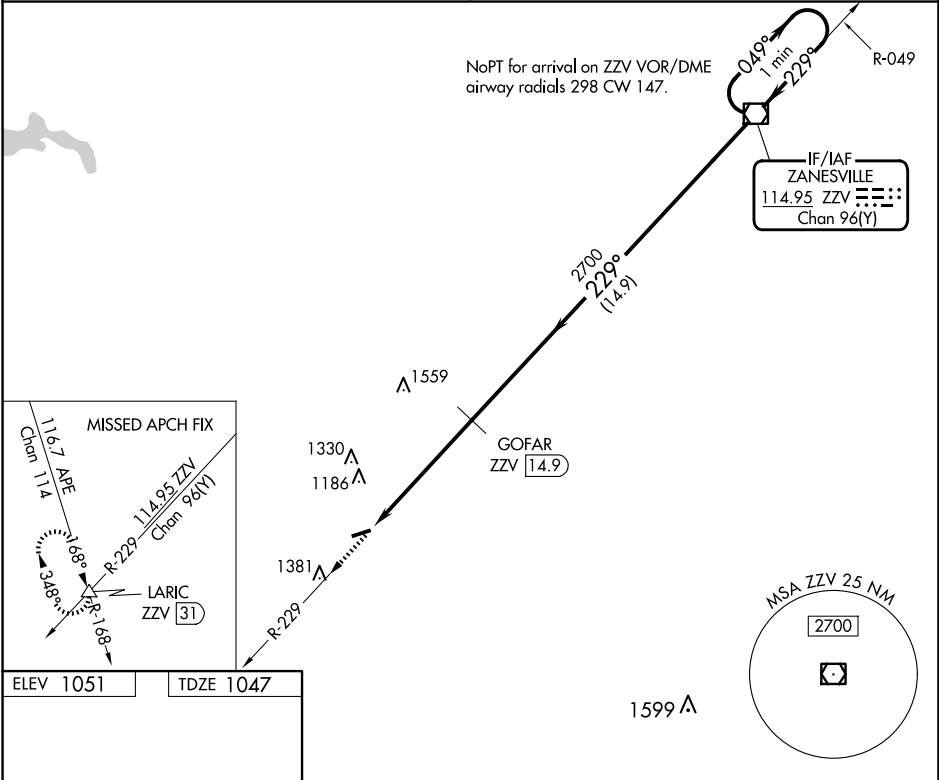 NoPT for arrival on ZZV VOR/DME
airway radials 298 CW 147.
049°
1 min
229°
R-049
IF/IAF
ZANESVILLE
114.95 ZZV
Chan 96(Y)
2700
229°
(14.9)
1559
GOFAR
ZZV 14.9
1330
1186
1381
R-229
MISSED APCH FIX
116.7 APE
Chan 114
114.95 ZZV
Chan 96(Y)
R-229
168°
348°
LARIC
ZZV 31
R-168
MSA ZZV 25 NM
2700
ELEV 1051
TDZE 1047
1599